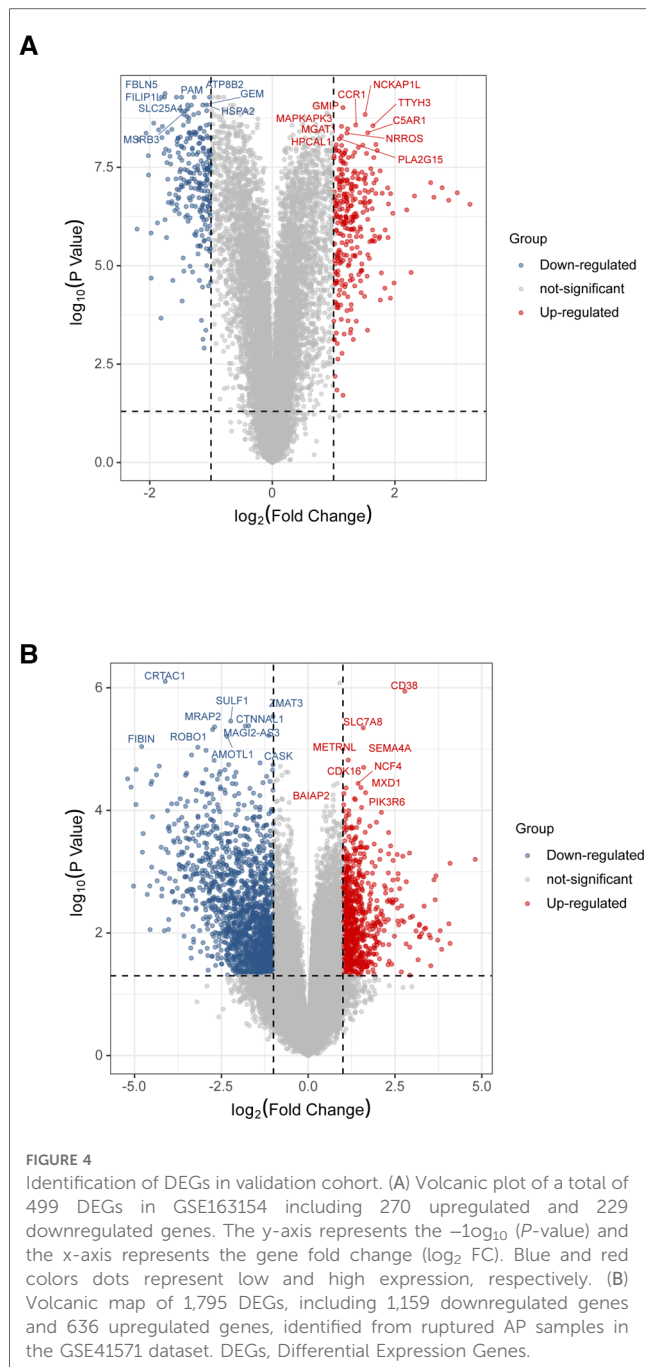 A
FBLN5
ATP8B2
PAM
GEM
FILIP1L
SLC25A4
HSPA2
MSRB3
NCKAP1L
CCR1
TTYH3
GMIP
C5AR1
MAPKAPK3
MGAT1
NRROS
HPCAL1
PLA2G15
7.5
5.0
2.5
0.0
log10(P Value)
-2
0
2
log2(Fold Change)
Group
Down-regulated
not-significant
Up-regulated
B
CRTAC1
SULF1
ZMAT3
MRAP2
CTNNAL1
ROBO1
MAGI2-AS3
FIBIN
AMOTL1
CASK
CD38
SLC7A8
METRNL
SEMA4A
CDK16
NCF4
MXD1
BAIAP2
PIK3R6
6
4
2
0
log10(P Value)
-5.0
-2.5
0.0
2.5
5.0
log2(Fold Change)
Group
Down-regulated
not-significant
Up-regulated
FIGURE 4
Identification of DEGs in validation cohort. (A) Volcanic plot of a total of
499 DEGs in GSE163154 including 270 upregulated and 229
downregulated genes. The y-axis represents the −1og10 (P-value) and
the x-axis represents the gene fold change (log2 FC). Blue and red
colors dots represent low and high expression, respectively. (B)
Volcanic map of 1,795 DEGs, including 1,159 downregulated genes
and 636 upregulated genes, identified from ruptured AP samples in
the GSE41571 dataset. DEGs, Differential Expression Genes.